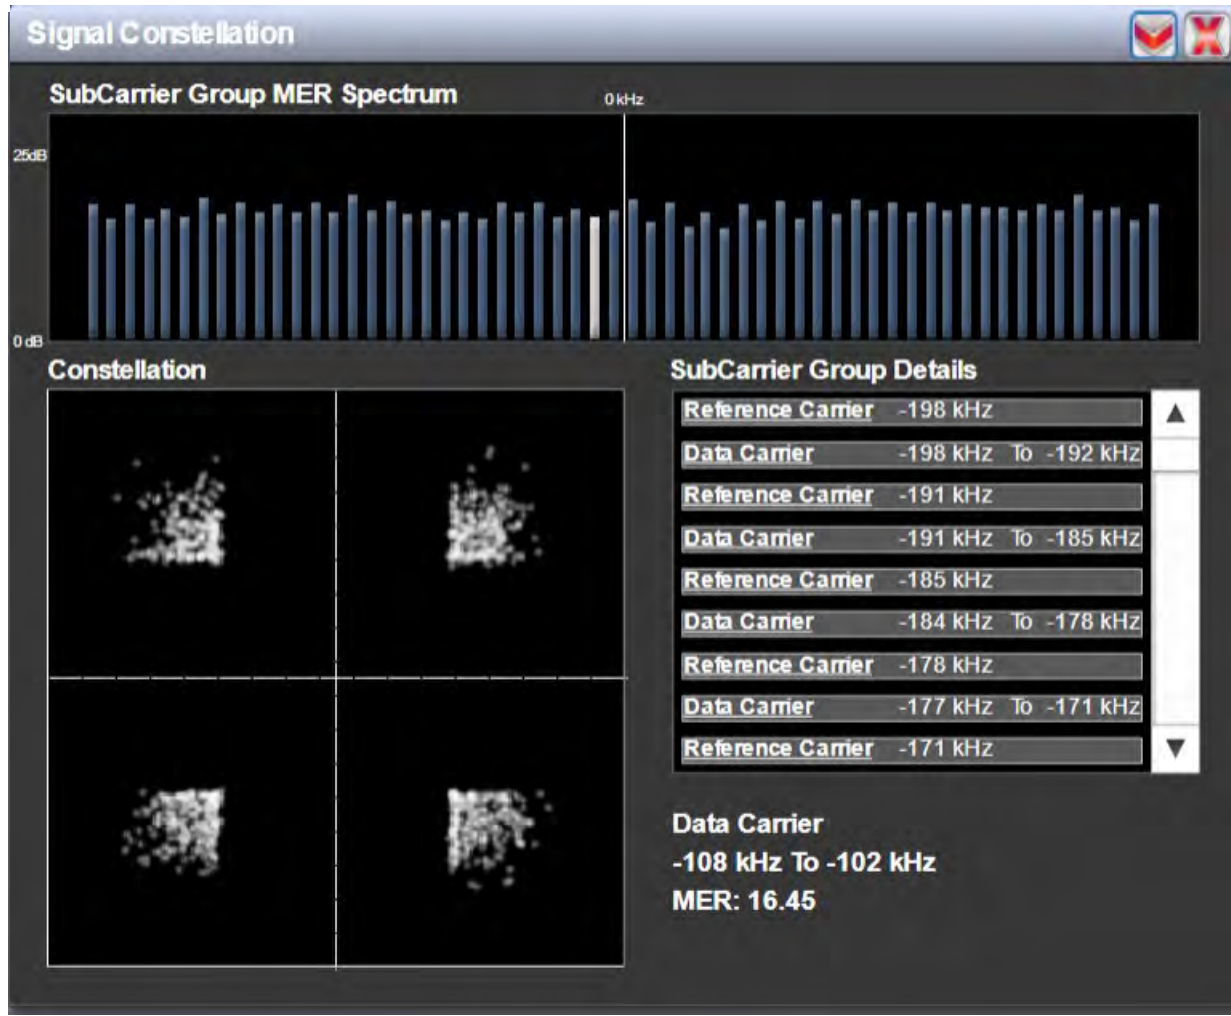 Signal Constellation
SubCarrier Group MER Spectrum
0 kHz
25dB
0 dB
Constellation
SubCarrier Group Details
Reference Carrier -198 kHz
Data Carrier -198 kHz To -192 kHz
Reference Carrier -191 kHz
Data Carrier -191 kHz To -185 kHz
Reference Carrier -185 kHz
Data Carrier -184 kHz To -178 kHz
Reference Carrier -178 kHz
Data Carrier -177 kHz To -171 kHz
Reference Carrier -171 kHz
Data Carrier
-108 kHz To -102 kHz
MER: 16.45